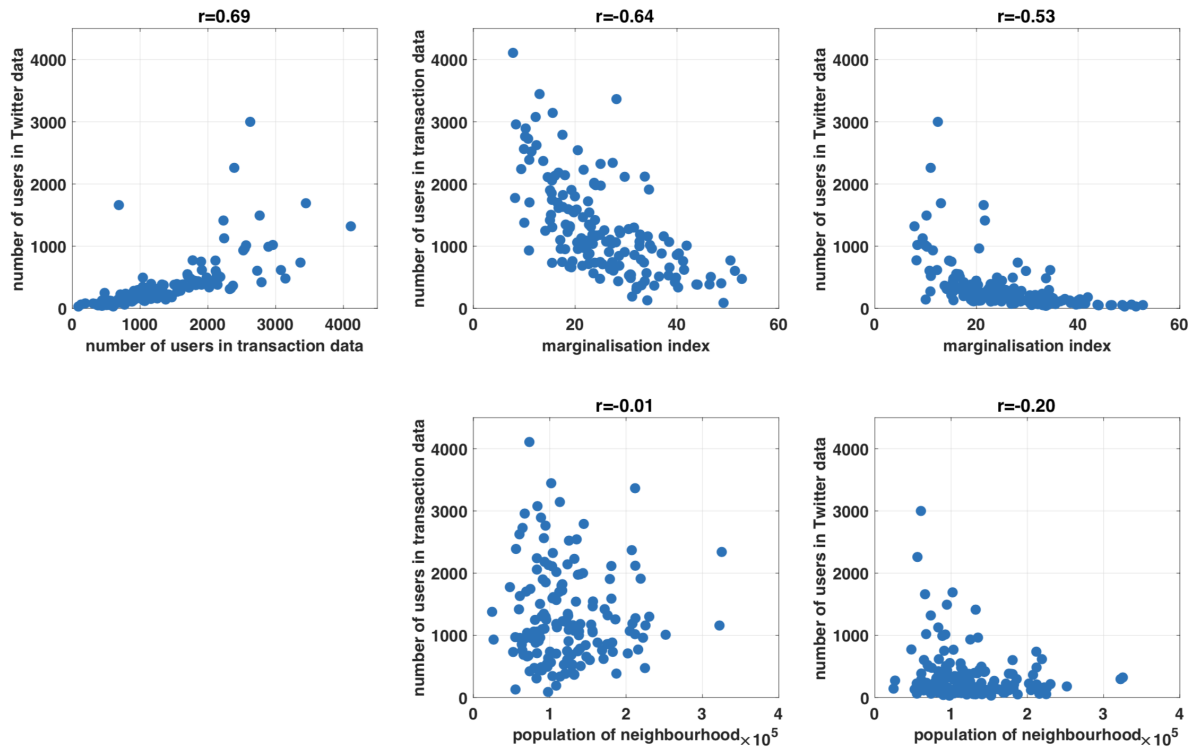 r=0.69
number of users in Twitter data
4000
3000
2000
1000
0
0 1000 2000 3000 4000
number of users in transaction data
r=-0.64
number of users in transaction data
4000
3000
2000
1000
0
0 20 40 60
marginalisation index
r=-0.53
number of users in Twitter data
4000
3000
2000
1000
0
0 20 40 60
marginalisation index
r=-0.01
number of users in transaction data
4000
3000
2000
1000
0
0 1 2 3 4
population of neighbourhood ×10^5
r=-0.20
number of users in Twitter data
4000
3000
2000
1000
0
0 1 2 3 4
population of neighbourhood ×10^5